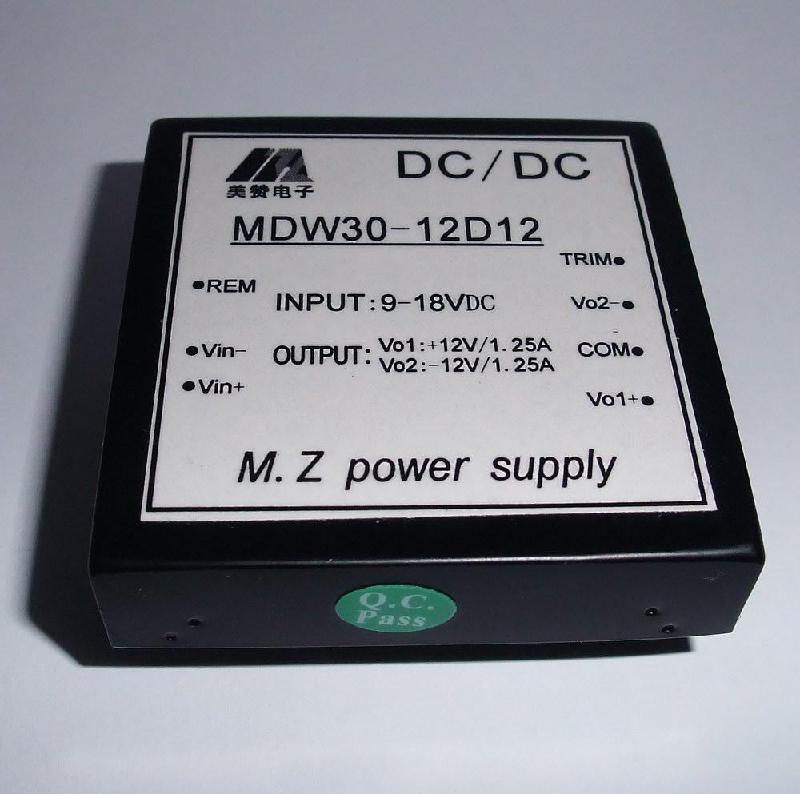 美赞电子
DC/DC
MDW30-12D12
TRIM
REM
INPUT:9-18VDC
Vo2-
Vin-
OUTPUT:
Vo1:+12V/1.25A
Vo2:-12V/1.25A
COM
Vin+
Vo1+
M.Z power supply
Q.C.
Pass